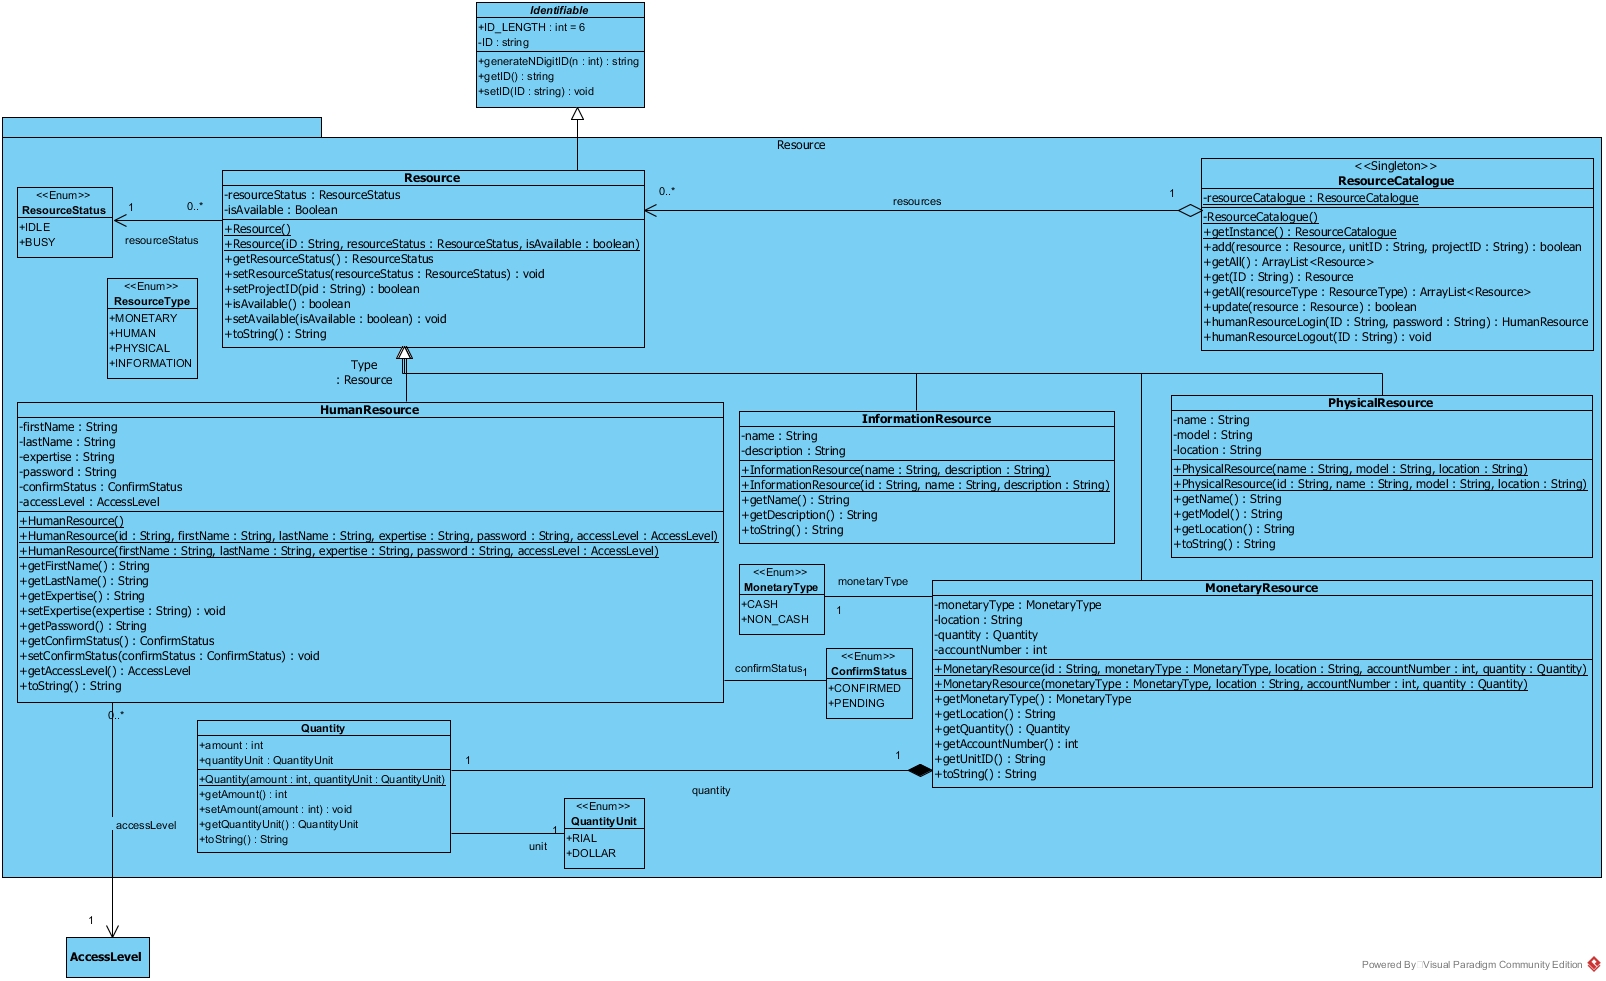 Identifiable
+ID_LENGTH : int = 6
-ID : string
+generateNDigitID(n : int) : string
+getID() : string
+setID(ID : string) : void
Resource
<<Enum>>
ResourceStatus
+IDLE
+BUSY
1
0..*
resourceStatus
Resource
-resourceStatus : ResourceStatus
-isAvailable : Boolean
+Resource()
+Resource(iD : String, resourceStatus : ResourceStatus, isAvailable : boolean)
+getResourceStatus() : ResourceStatus
+setResourceStatus(resourceStatus : ResourceStatus) : void
+setProjectID(pid : String) : boolean
+isAvailable() : boolean
+setAvailable(isAvailable : boolean) : void
+toString() : String
0..*
resources
1
<<Singleton>>
ResourceCatalogue
-resourceCatalogue : ResourceCatalogue
-ResourceCatalogue()
+getInstance() : ResourceCatalogue
+add(resource : Resource, unitID : String, projectID : String) : boolean
+getAll() : ArrayList<Resource>
+get(ID : String) : Resource
+getAll(resourceType : ResourceType) : ArrayList<Resource>
+update(resource : Resource) : boolean
+humanResourceLogin(ID : String, password : String) : HumanResource
+humanResourceLogout(ID : String) : void
<<Enum>>
ResourceType
+MONETARY
+HUMAN
+PHYSICAL
+INFORMATION
Type
: Resource
HumanResource
-firstName : String
-lastName : String
-expertise : String
-password : String
-confirmStatus : ConfirmStatus
-accessLevel : AccessLevel
+HumanResource()
+HumanResource(id : String, firstName : String, lastName : String, expertise : String, password : String, accessLevel : AccessLevel)
+HumanResource(firstName : String, lastName : String, expertise : String, password : String, accessLevel : AccessLevel)
+getFirstName() : String
+getLastName() : String
+getExpertise() : String
+setExpertise(expertise : String) : void
+getPassword() : String
+getConfirmStatus() : ConfirmStatus
+setConfirmStatus(confirmStatus : ConfirmStatus) : void
+getAccessLevel() : AccessLevel
+toString() : String
InformationResource
-name : String
-description : String
+InformationResource(name : String, description : String)
+InformationResource(id : String, name : String, description : String)
+getName() : String
+getDescription() : String
+toString() : String
PhysicalResource
-name : String
-model : String
-location : String
+PhysicalResource(name : String, model : String, location : String)
+PhysicalResource(id : String, name : String, model : String, location : String)
+getName() : String
+getModel() : String
+getLocation() : String
+toString() : String
<<Enum>>
MonetaryType
+CASH
+NON_CASH
monetaryType
1
MonetaryResource
-monetaryType : MonetaryType
-location : String
-quantity : Quantity
-accountNumber : int
+MonetaryResource(id : String, monetaryType : MonetaryType, location : String, accountNumber : int, quantity : Quantity)
+MonetaryResource(monetaryType : MonetaryType, location : String, accountNumber : int, quantity : Quantity)
+getMonetaryType() : MonetaryType
+getLocation() : String
+getQuantity() : Quantity
+getAccountNumber() : int
+getUnitID() : String
+toString() : String
confirmStatus
1
<<Enum>>
ConfirmStatus
+CONFIRMED
+PENDING
0..*
Quantity
+amount : int
+quantityUnit : QuantityUnit
+Quantity(amount : int, quantityUnit : QuantityUnit)
+getAmount() : int
+setAmount(amount : int) : void
+getQuantityUnit() : QuantityUnit
+toString() : String
1
1
quantity
1
unit
<<Enum>>
QuantityUnit
+RIAL
+DOLLAR
accessLevel
1
AccessLevel
Powered By Visual Paradigm Community Edition